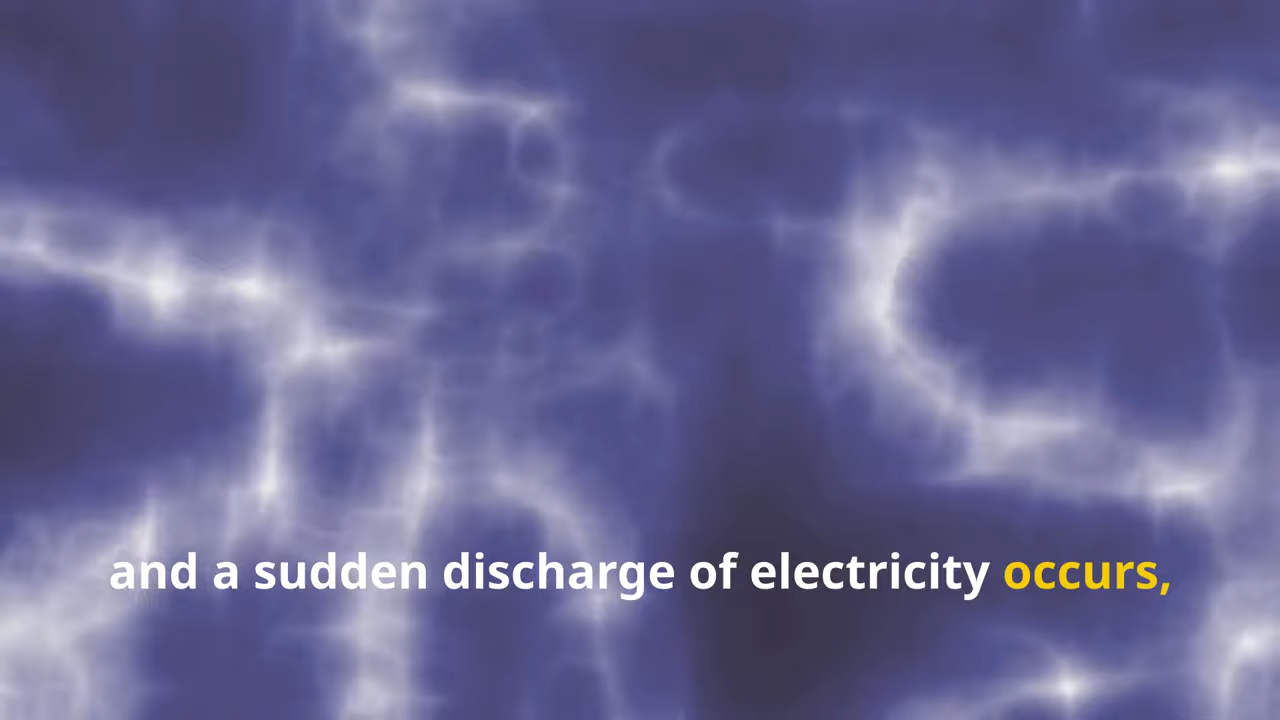 and a sudden discharge of electricity occurs,